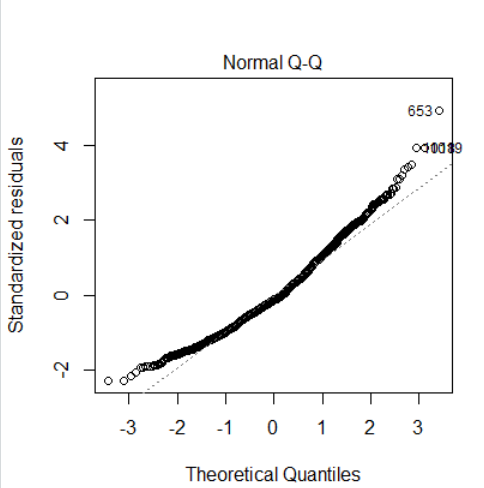 Normal Q-Q
653
4
2
0
-2
-3 -2 -1 0 1 2 3
Standardized residuals
Theoretical Quantiles